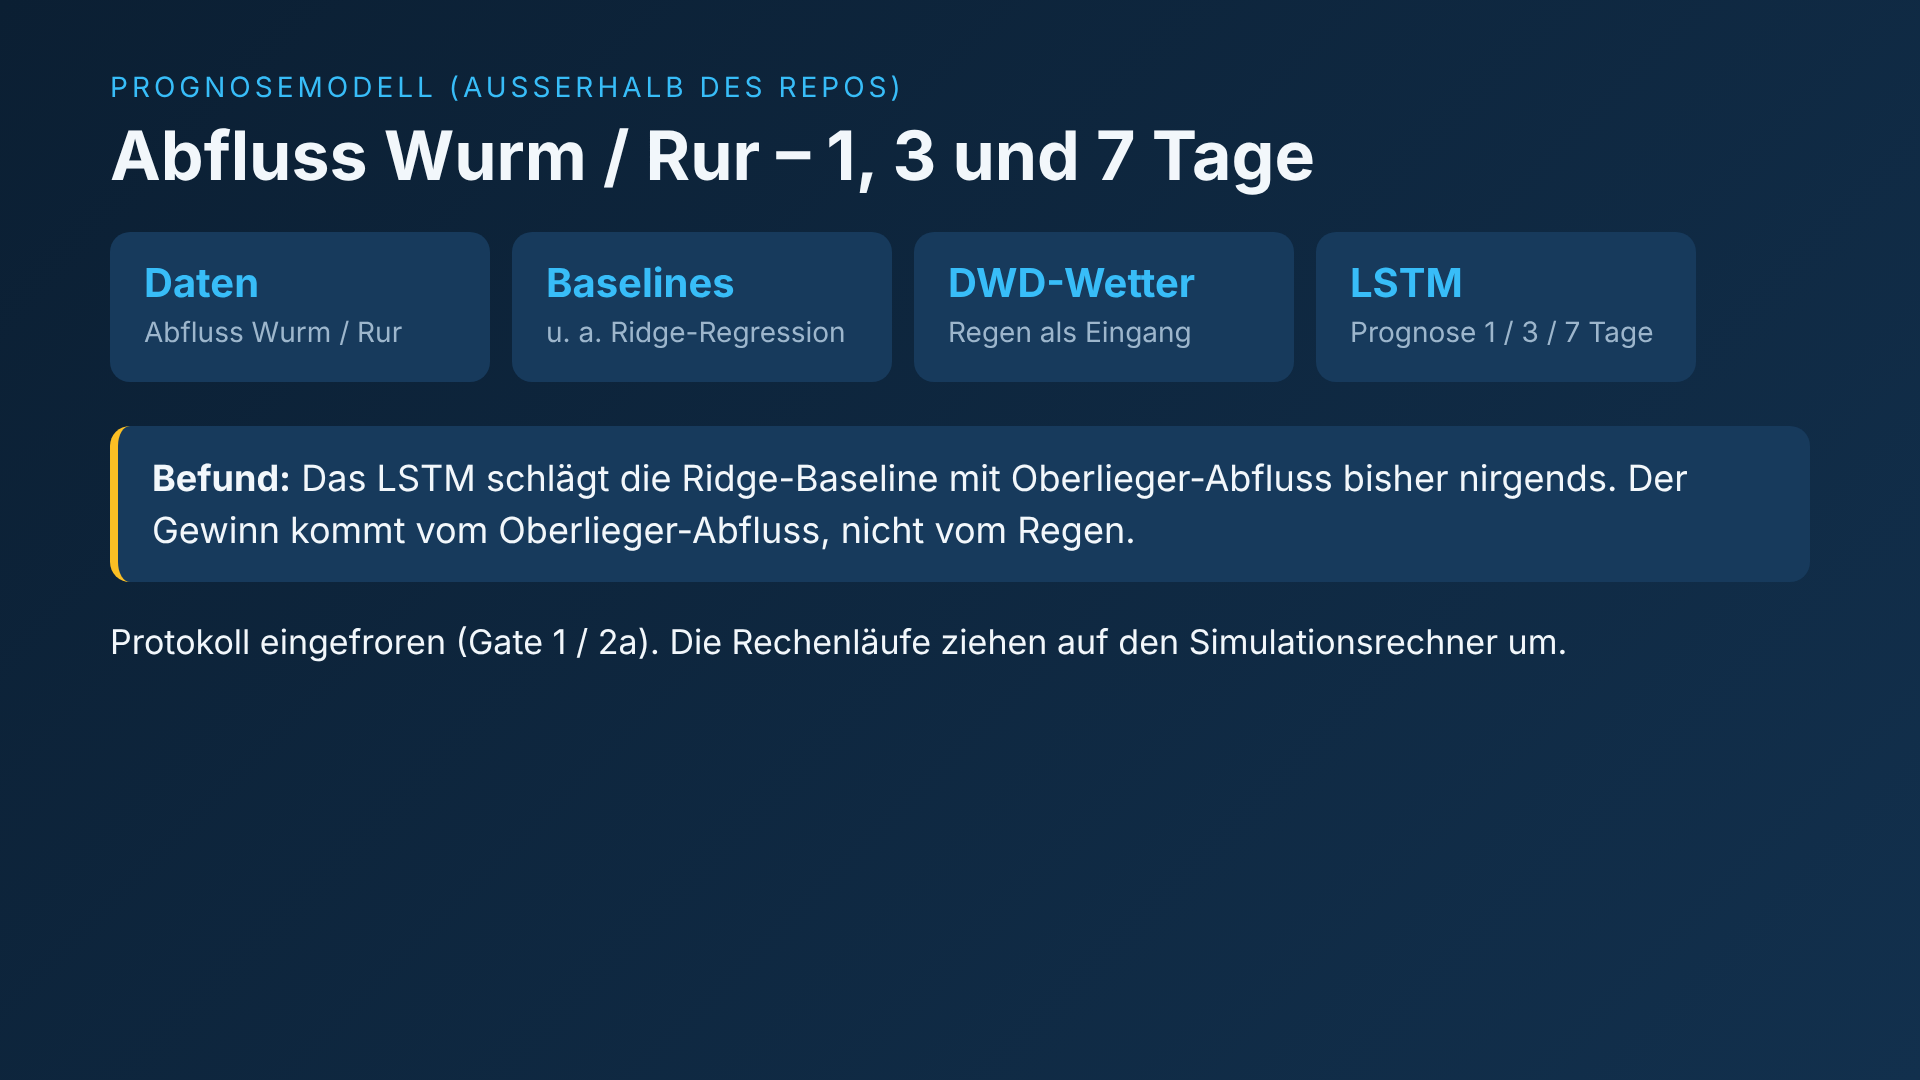 PROGNOSEMODELL (AUSSERHALB DES REPOS)
Abfluss Wurm / Rur – 1, 3 und 7 Tage
Daten
Abfluss Wurm / Rur
Baselines
u. a. Ridge-Regression
DWD-Wetter
Regen als Eingang
LSTM
Prognose 1 / 3 / 7 Tage
Befund: Das LSTM schlägt die Ridge-Baseline mit Oberlieger-Abfluss bisher nirgends. Der
Gewinn kommt vom Oberlieger-Abfluss, nicht vom Regen.
Protokoll eingefroren (Gate 1 / 2a). Die Rechenläufe ziehen auf den Simulationsrechner um.